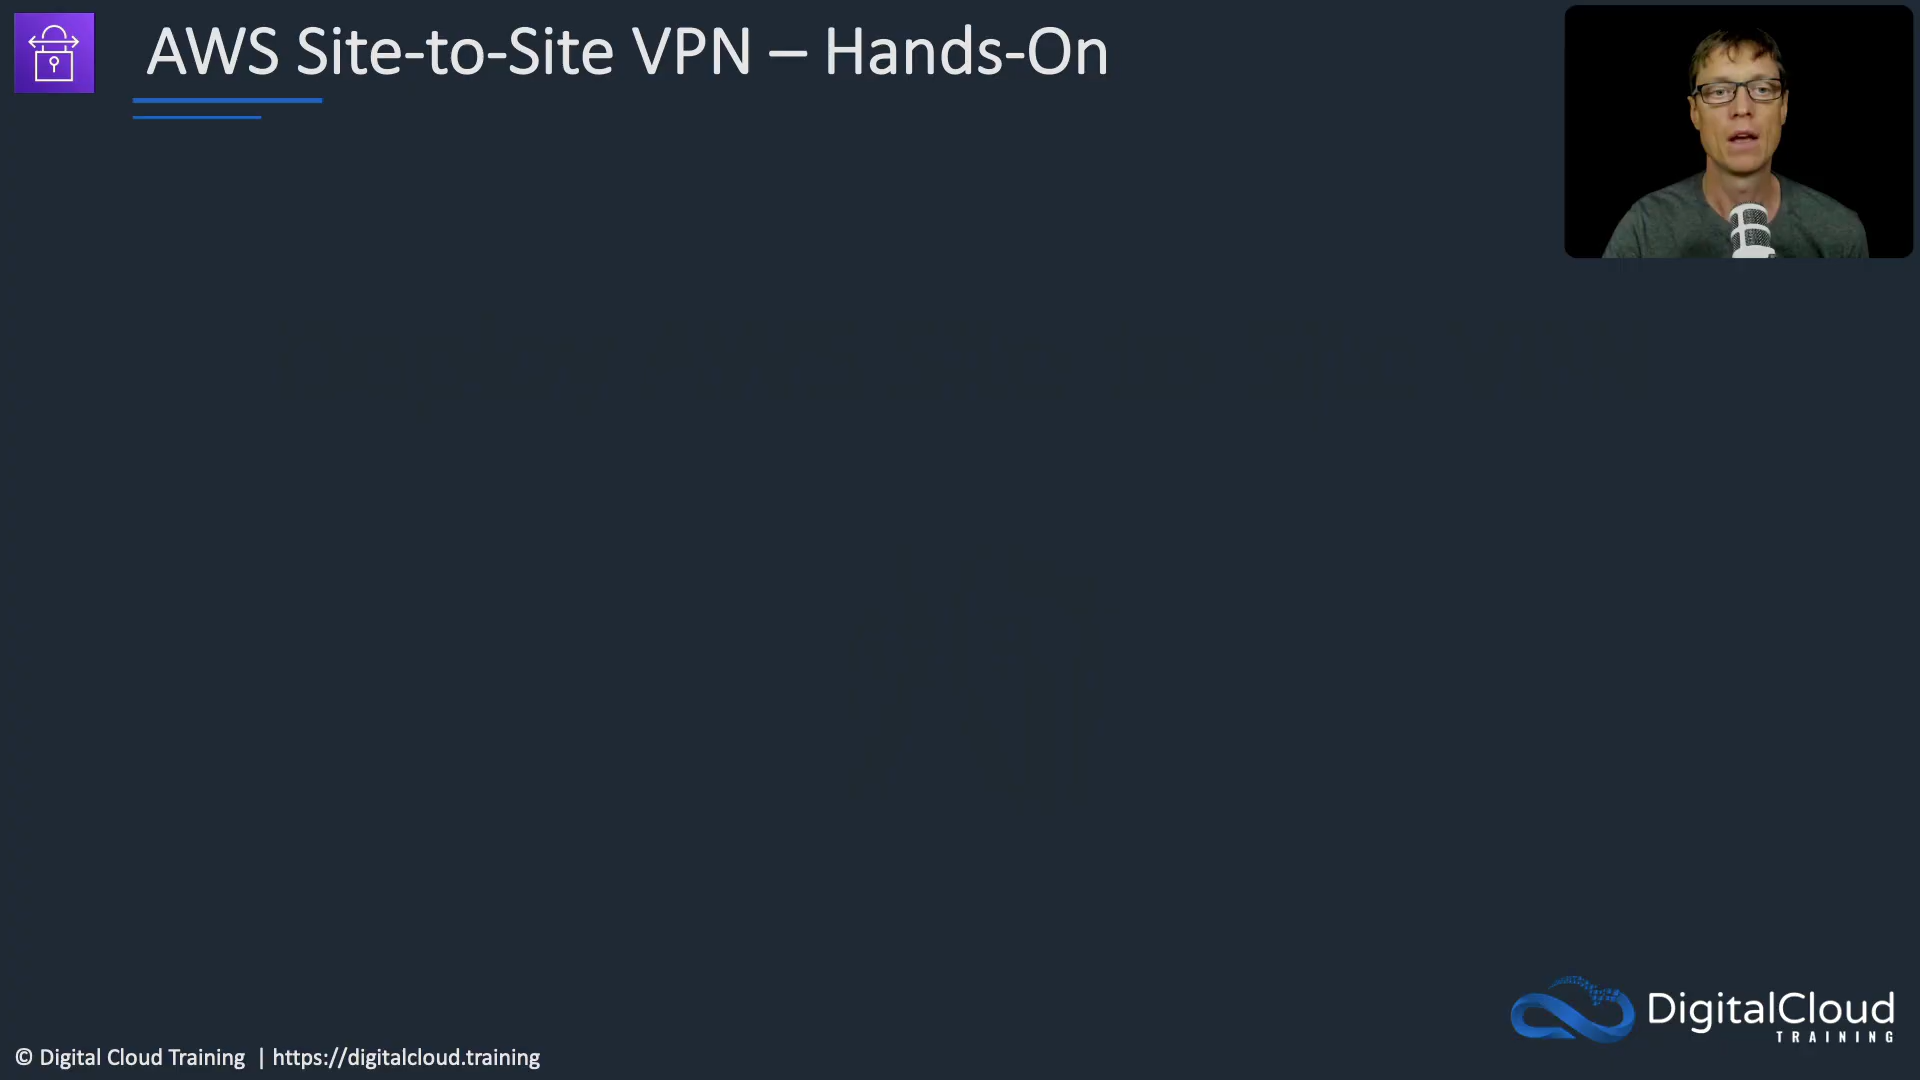 AWS Site-to-Site VPN – Hands-On
DigitalCloud
TRAINING
© Digital Cloud Training | https://digitalcloud.training